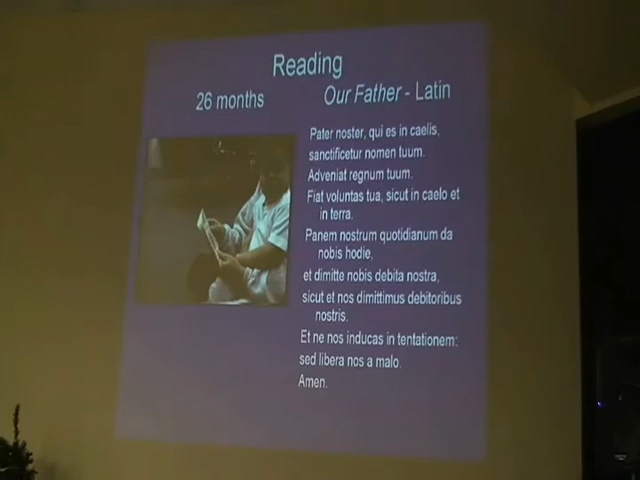 Reading
26 months
Our Father - Latin
Pater noster, qui es in caelis,
sanctificetur nomen tuum.
Adveniat regnum tuum.
Fiat voluntas tua, sicut in caelo et
in terra.
Panem nostrum quotidianum da
nobis hodie,
et dimitte nobis debita nostra,
sicut et nos dimittimus debitoribus
nostris.
Et ne nos inducas in tentationem:
sed libera nos a malo.
Amen.